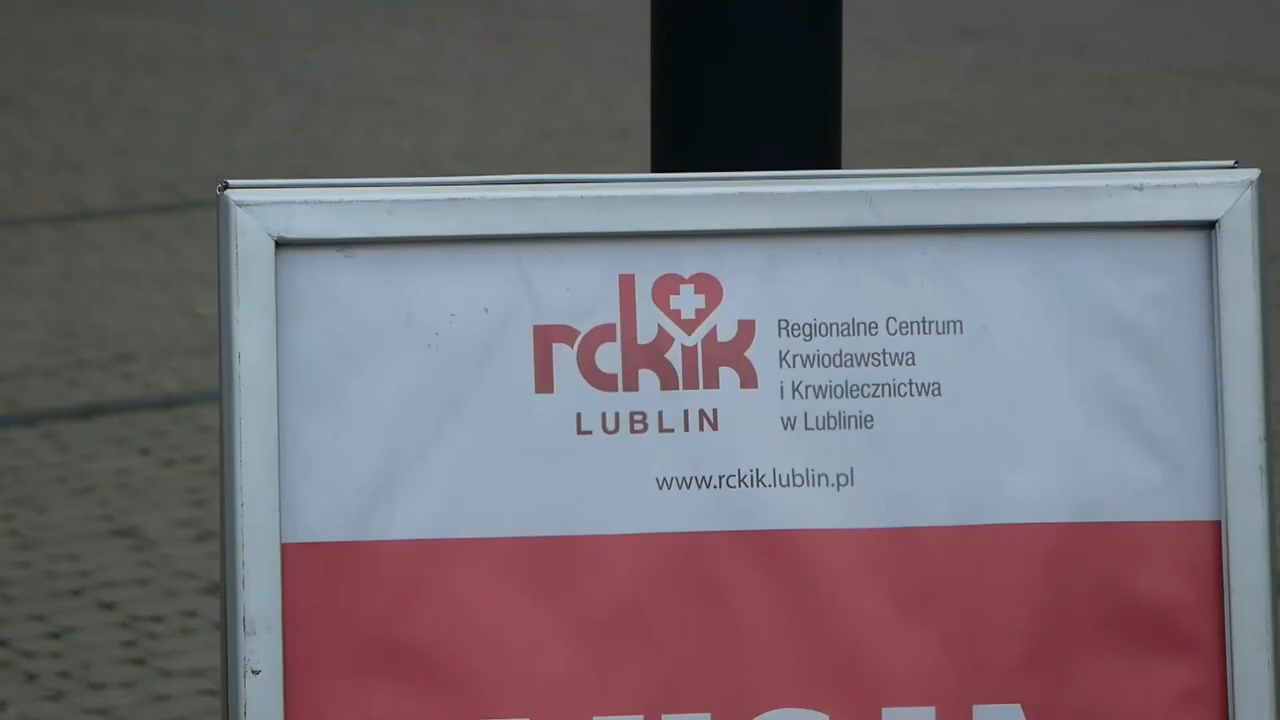 rckik
LUBLIN
Regionalne Centrum
Krwiodawstwa
i Krwiolecznictwa
w Lublinie
www.rckik.lublin.pl